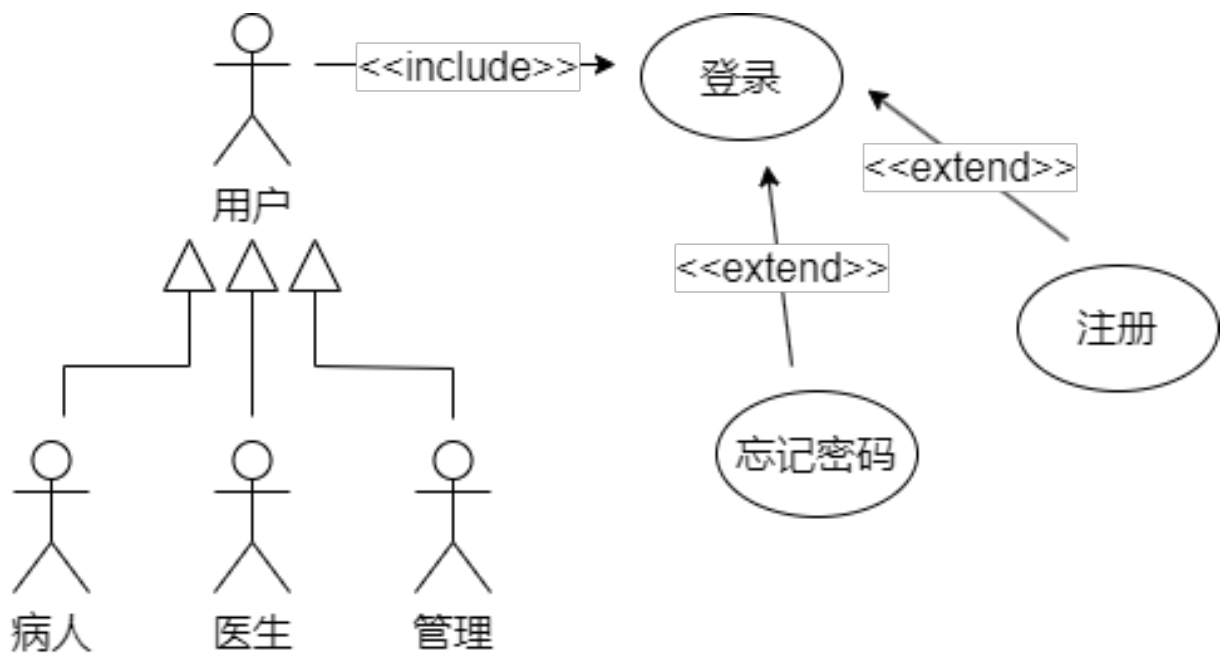 <<include>>
登录
<<extend>>
用户
<<extend>>
注册
忘记密码
病人
医生
管理